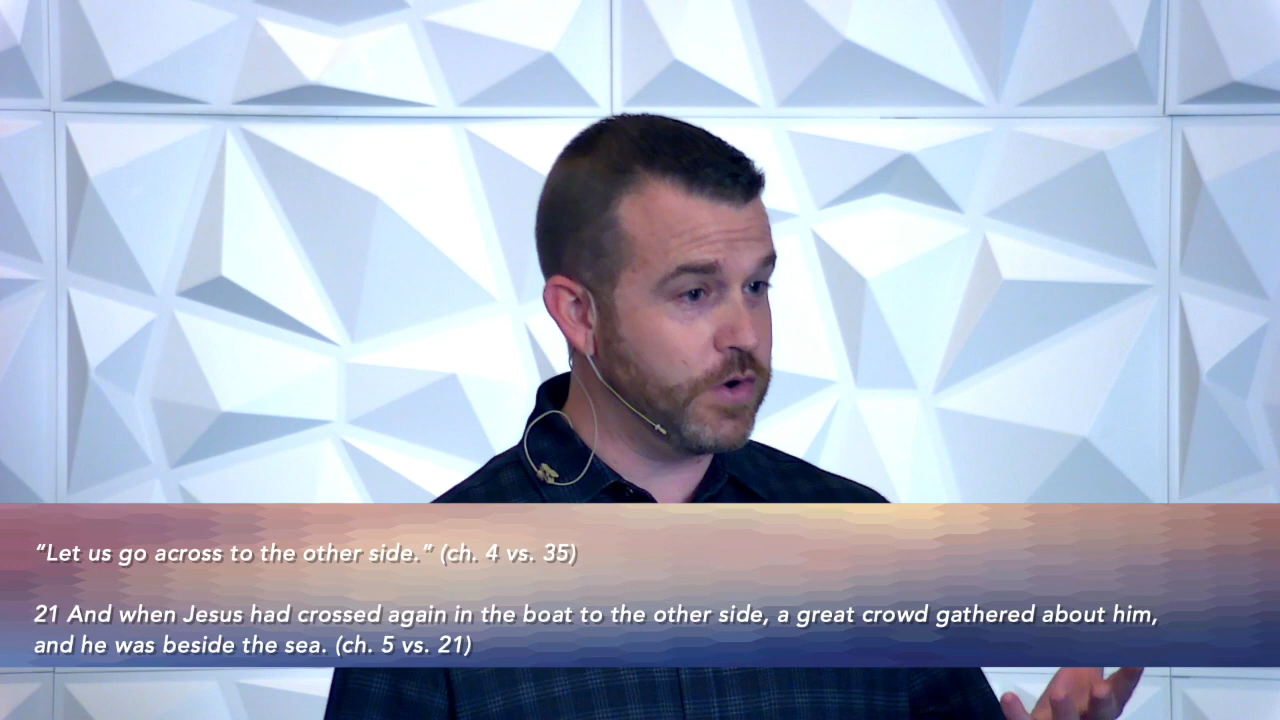 “Let us go across to the other side.” (ch. 4 vs. 35)
21 And when Jesus had crossed again in the boat to the other side, a great crowd gathered about him,
and he was beside the sea. (ch. 5 vs. 21)